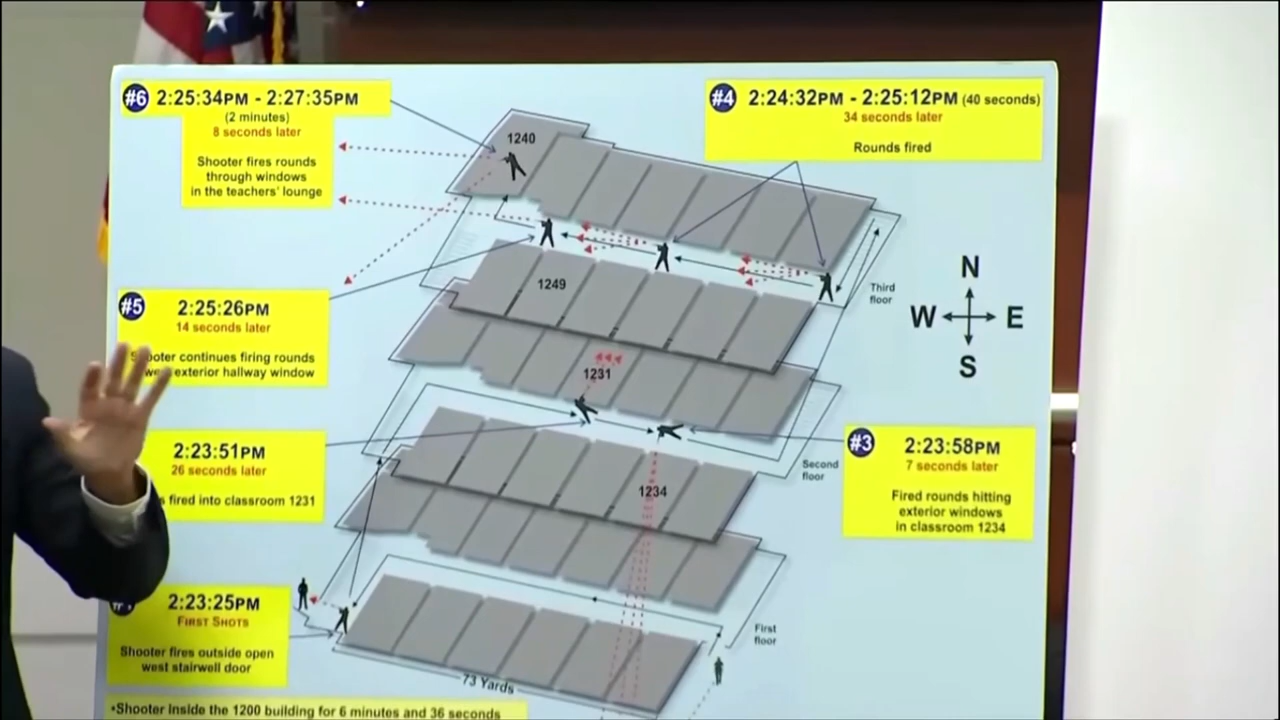 #6 2:25:34PM - 2:27:35PM
(2 minutes)
8 seconds later
Shooter fires rounds
through windows
in the teachers' lounge
#4 2:24:32PM - 2:25:12PM (40 seconds)
34 seconds later
Rounds fired
1240
N
W E
S
Third
floor
1249
#5 2:25:26PM
14 seconds later
continues firing rounds
exterior hallway window
1231
2:23:51PM
26 seconds later
fired into classroom 1231
Second
floor
1234
#3 2:23:58PM
7 seconds later
Fired rounds hitting
exterior windows
in classroom 1234
2:23:25PM
FIRST SHOTS
Shooter fires outside open
west stairwell door
First
floor
73 Yards
•Shooter Inside the 1200 building for 6 minutes and 36 seconds